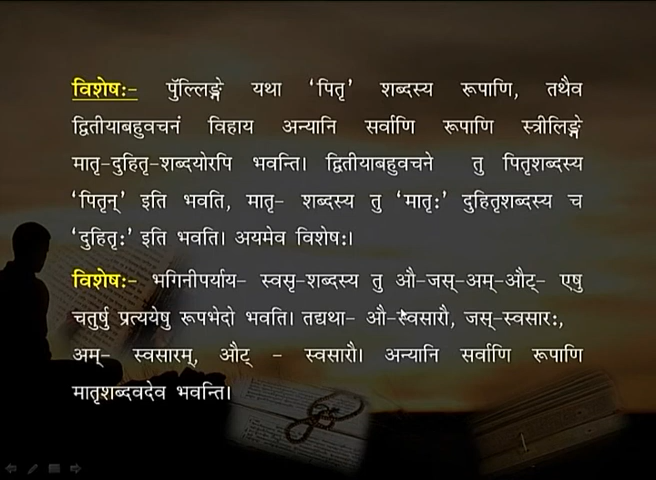 विशेषः- पुँल्लिङ्गे यथा ‘पितृ’ शब्दस्य रूपाणि, तथैव
द्वितीयाबहुवचनं विहाय अन्यानि सर्वाणि रूपाणि स्त्रीलिङ्गे
मातृ-दुहितृ-शब्दयोरपि भवन्ति। द्वितीयाबहुवचने तु पितृशब्दस्य
‘पितॄन्’ इति भवति, मातृ- शब्दस्य तु ‘मातॄः’ दुहितृशब्दस्य च
‘दुहितॄः’ इति भवति। अयमेव विशेषः।
विशेषः- भगिनीपर्याय- स्वसृ-शब्दस्य तु औ-जस्-अम्-औट्- एषु
चतुर्षु प्रत्ययेषु रूपभेदो भवति। तद्यथा- औ-स्वसारौ, जस्-स्वसारः,
अम्- स्वसारम्, औट् - स्वसारौ। अन्यानि सर्वाणि रूपाणि
मातृशब्दवदेव भवन्ति।